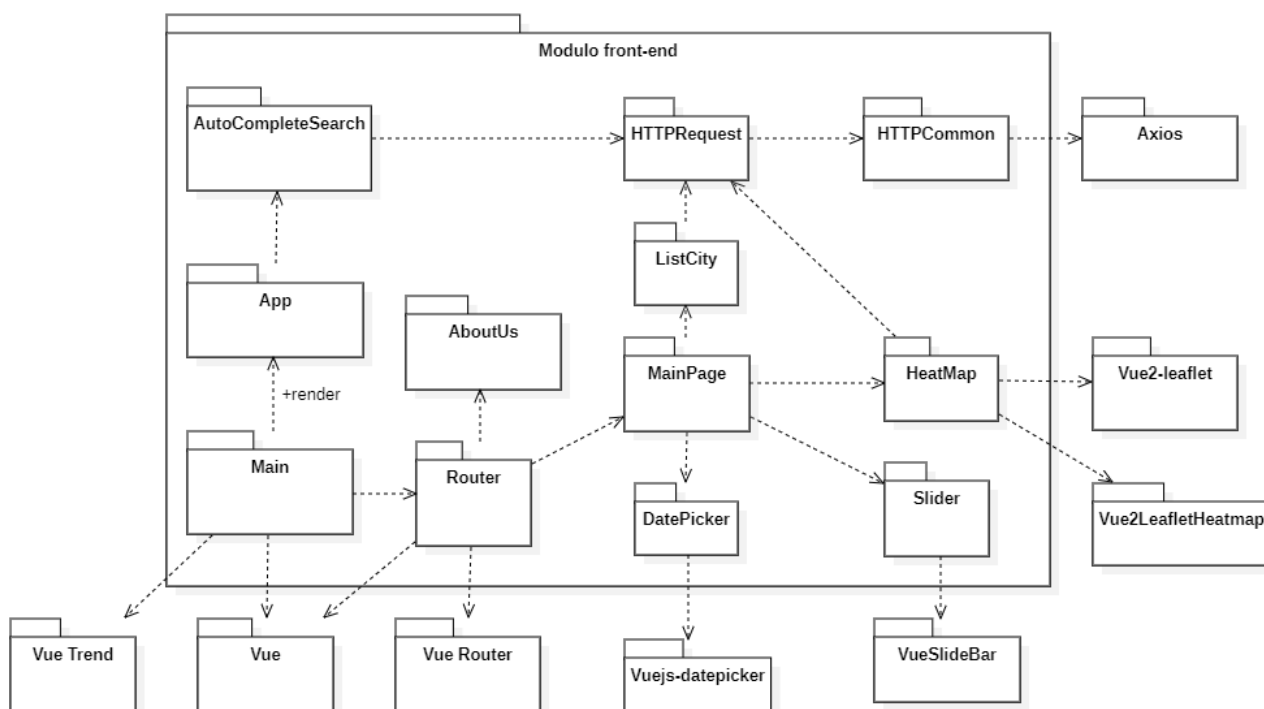 Modulo front-end
AutoCompleteSearch
HTTPRequest
HTTPCommon
Axios
ListCity
App
AboutUs
MainPage
HeatMap
Vue2-leaflet
+render
Main
Router
DatePicker
Slider
Vue2LeafletHeatmap
Vue Trend
Vue
Vue Router
Vuejs-datepicker
VueSlideBar